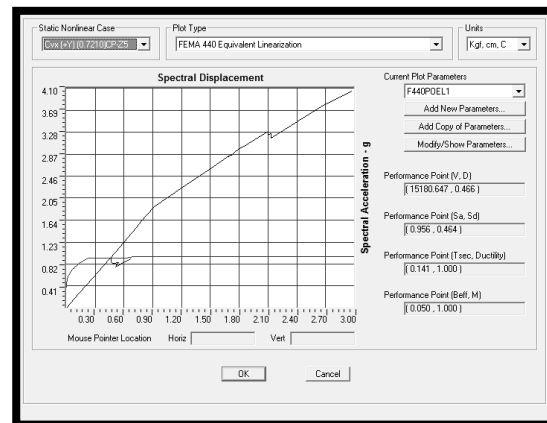 Static Nonlinear Case
Cvx (+Y) (0.7210)CP-Z5
Plot Type
FEMA 440 Equivalent Linearization
Units
Kgf, cm, C
Spectral Displacement
4.10
3.69
3.28
2.87
2.46
2.05
1.64
1.23
0.82
0.41
0.30 0.60 0.90 1.20 1.50 1.80 2.10 2.40 2.70 3.00
Spectral Acceleration - g
Mouse Pointer Location Horiz Vert
Current Plot Parameters
F440POEL1
Add New Parameters...
Add Copy of Parameters...
Modify/Show Parameters...
Performance Point (V, D)
( 15180.647 , 0.466 )
Performance Point (Sa, Sd)
( 0.956 , 0.464 )
Performance Point (Tsec, Ductility)
( 0.141 , 1.000 )
Performance Point (Beff, M)
( 0.050 , 1.000 )
OK Cancel